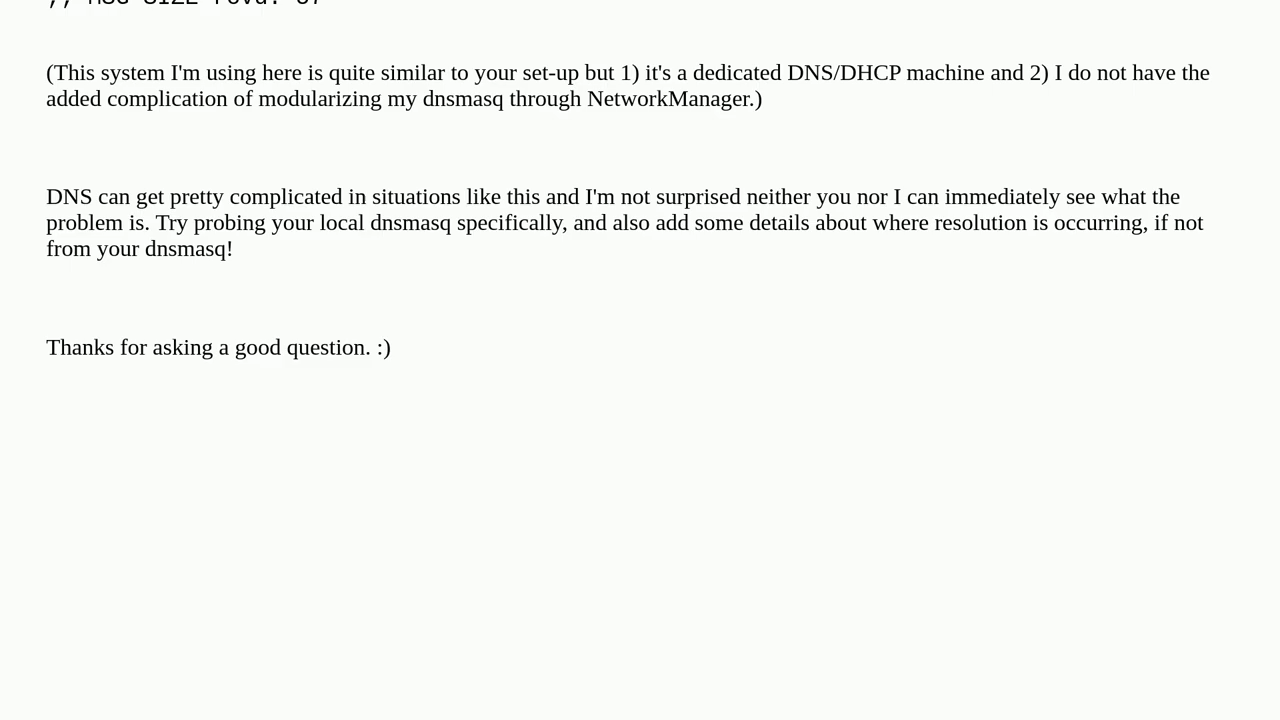 (This system I'm using here is quite similar to your set-up but 1) it's a dedicated DNS/DHCP machine and 2) I do not have the
added complication of modularizing my dnsmasq through NetworkManager.)
DNS can get pretty complicated in situations like this and I'm not surprised neither you nor I can immediately see what the
problem is. Try probing your local dnsmasq specifically, and also add some details about where resolution is occurring, if not
from your dnsmasq!
Thanks for asking a good question. :)